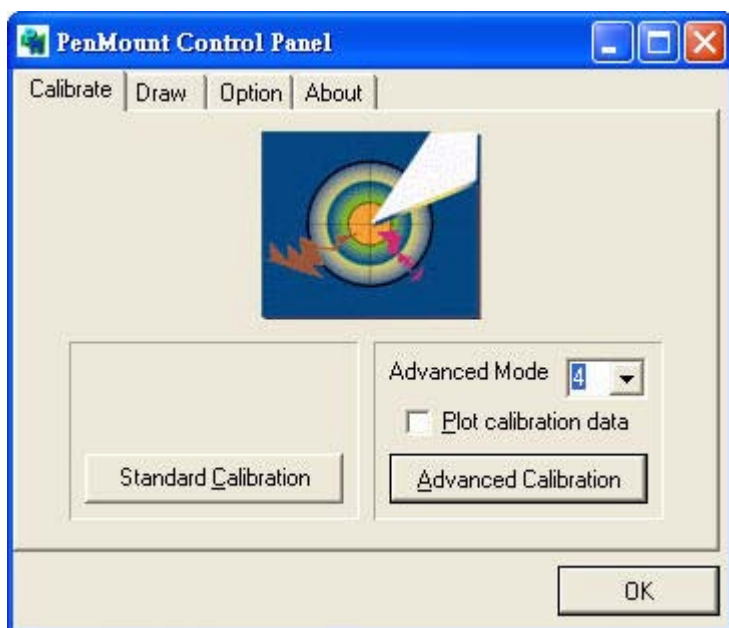 PenMount Control Panel
Calibrate Draw Option About
Advanced Mode 4
Plot calibration data
Standard Calibration Advanced Calibration
OK